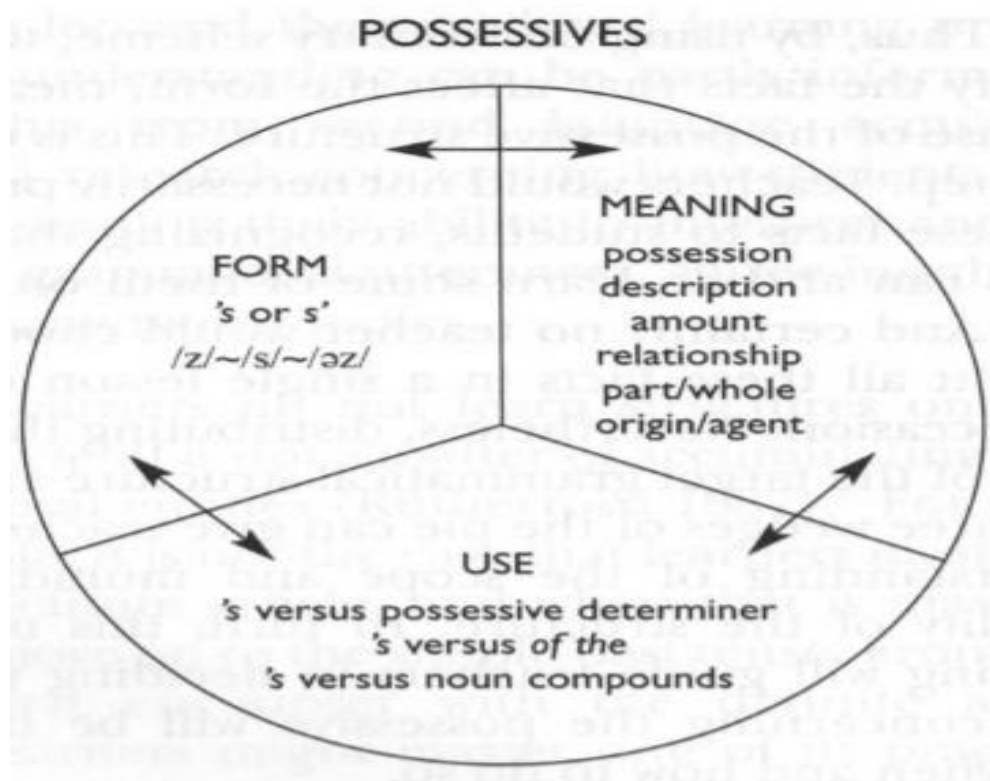 POSSESSIVES
FORM
's or s'
/z/~/s/~/əz/
MEANING
possession
description
amount
relationship
part/whole
origin/agent
USE
's versus possessive determiner
's versus of the
's versus noun compounds